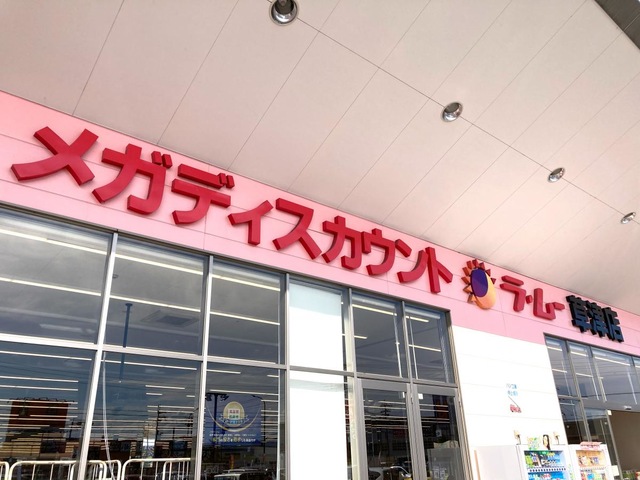 メガディスカウント ラ・ムー 草津店